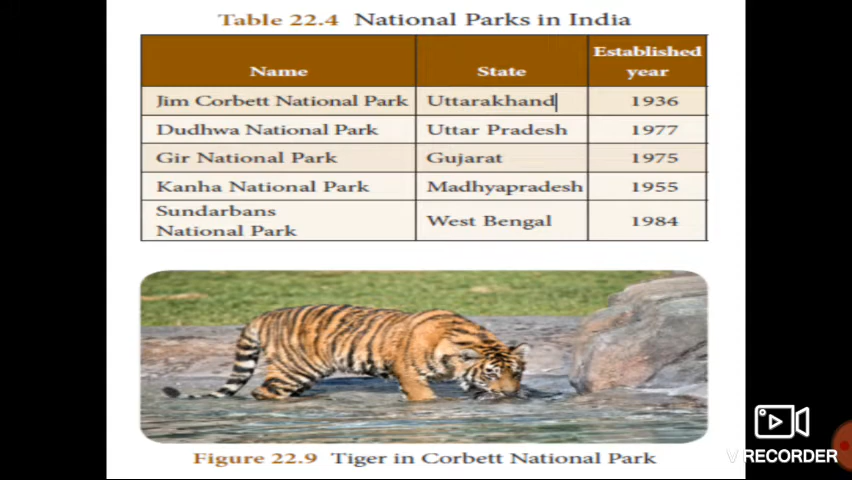 Table 22.4 National Parks in India
Name State Established year
Jim Corbett National Park Uttarakhand 1936
Dudhwa National Park Uttar Pradesh 1977
Gir National Park Gujarat 1975
Kanha National Park Madhyapradesh 1955
Sundarbans National Park West Bengal 1984
Figure 22.9 Tiger in Corbett National Park
V RECORDER